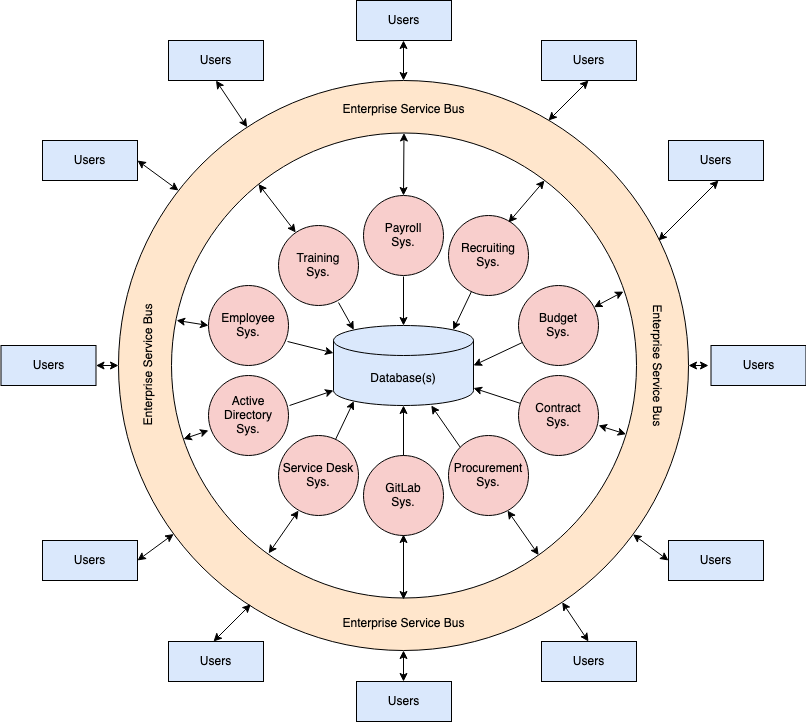 Users
Users
Users
Enterprise Service Bus
Users
Users
Payroll
Sys.
Training
Sys.
Recruiting
Sys.
Employee
Sys.
Budget
Sys.
Enterprise Service Bus
Enterprise Service Bus
Users
Users
Database(s)
Active
Directory
Sys.
Contract
Sys.
Service Desk
Sys.
GitLab
Sys.
Procurement
Sys.
Users
Users
Enterprise Service Bus
Users
Users
Users